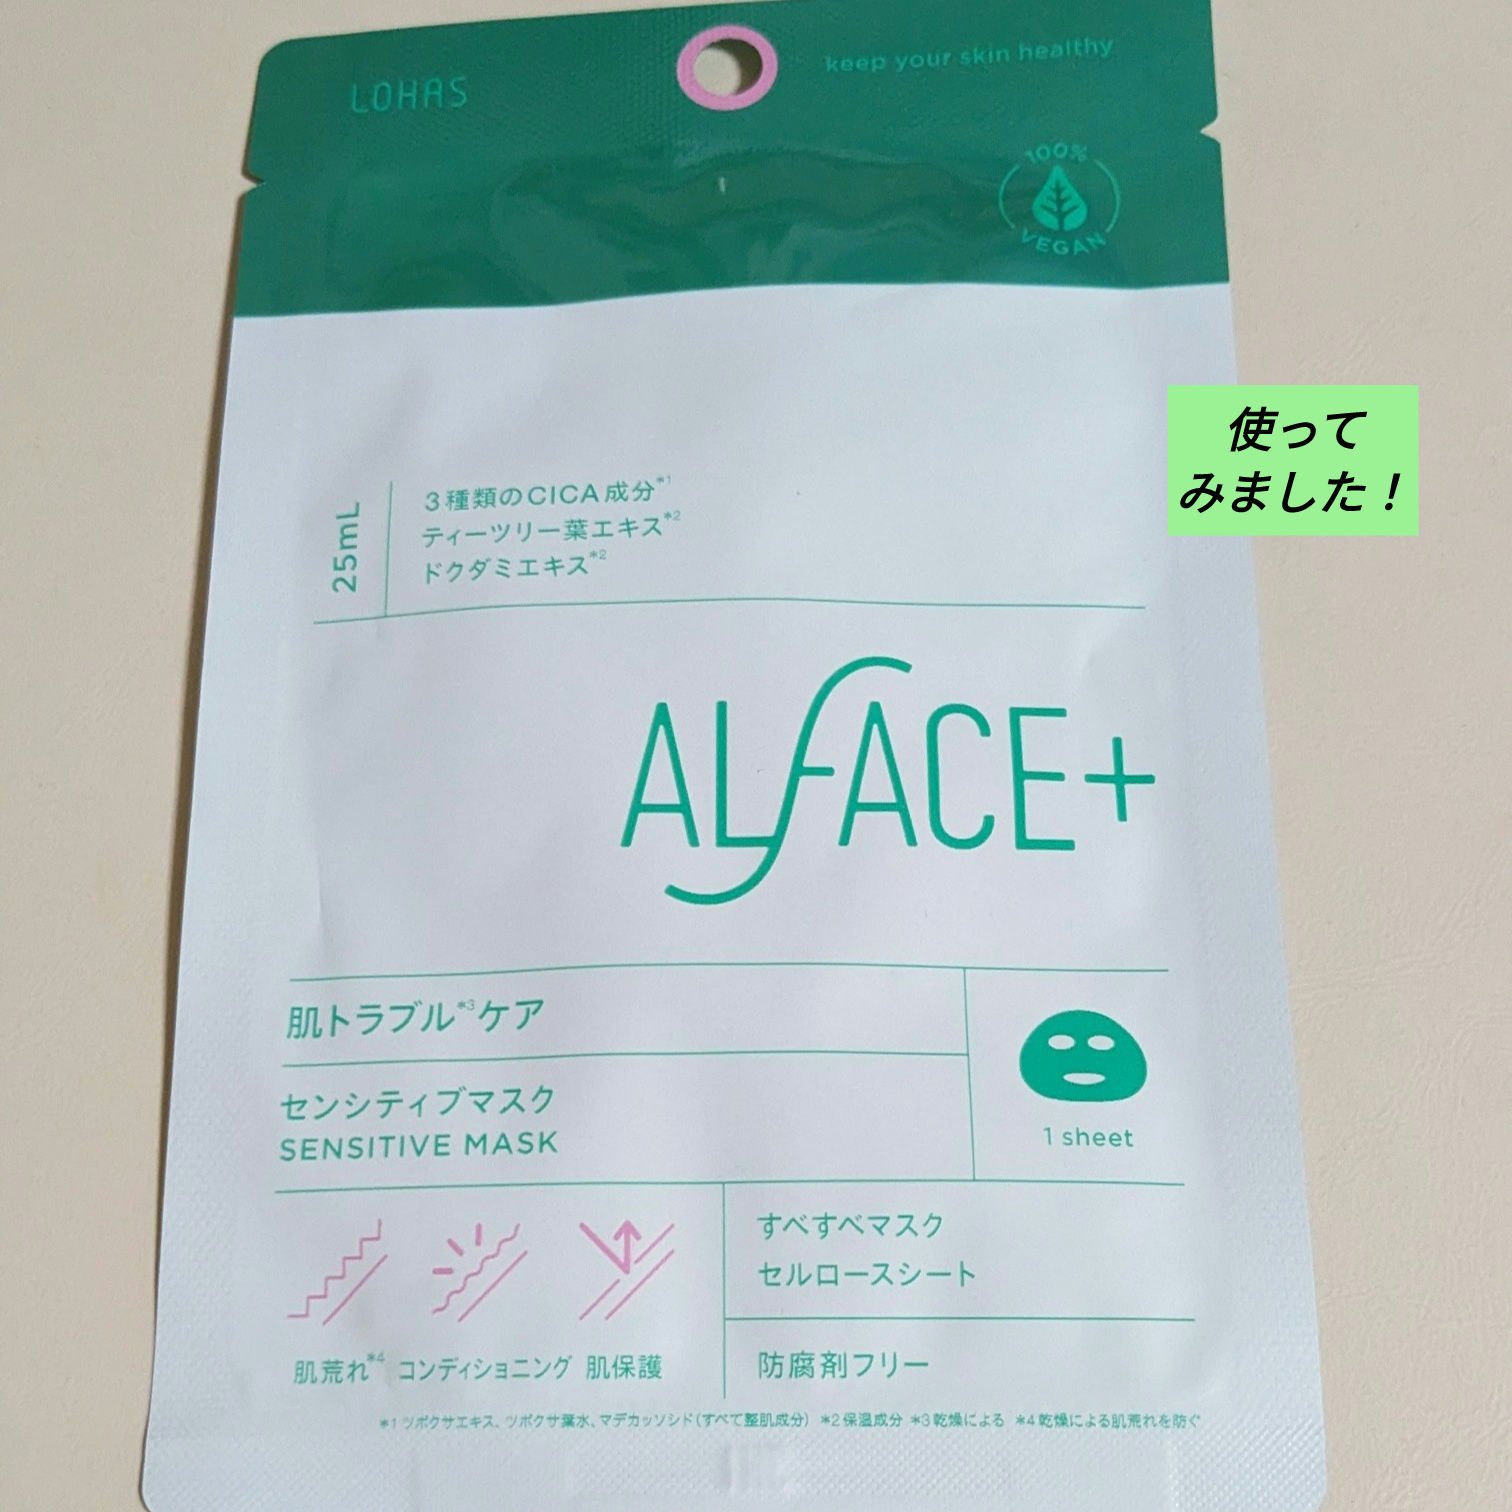 LOHAS
keep your skin healthy
100%
VEGAN
使って
みました！
25mL
3種類のCICA成分*1
ティーツリー葉エキス*2
ドクダミエキス*2
ALFACE+
肌トラブル*3ケア
センシティブマスク
SENSITIVE MASK
1 sheet
すべすべマスク
セルロースシート
肌荒れ*4 コンディショニング 肌保護
防腐剤フリー
*1 ツボクサエキス、ツボクサ葉水、マデカッソシド(すべて整肌成分) *2 保湿成分 *3 乾燥による *4 乾燥による肌荒れを防ぐ